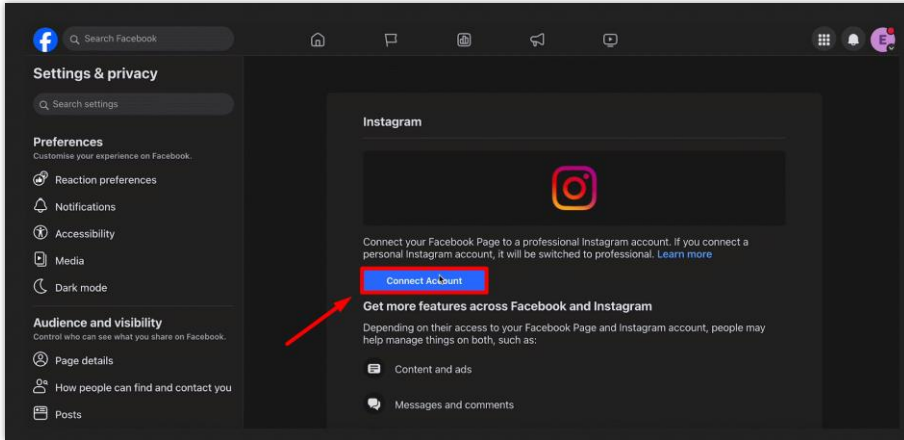 Search Facebook
E
Settings & privacy
Search settings
Preferences
Customise your experience on Facebook.
Reaction preferences
Notifications
Accessibility
Media
Dark mode
Audience and visibility
Control who can see what you share on Facebook.
Page details
How people can find and contact you
Posts
Instagram
Connect your Facebook Page to a professional Instagram account. If you connect a
personal Instagram account, it will be switched to professional. Learn more
Connect Account
Get more features across Facebook and Instagram
Depending on their access to your Facebook Page and Instagram account, people may
help manage things on both, such as:
Content and ads
Messages and comments